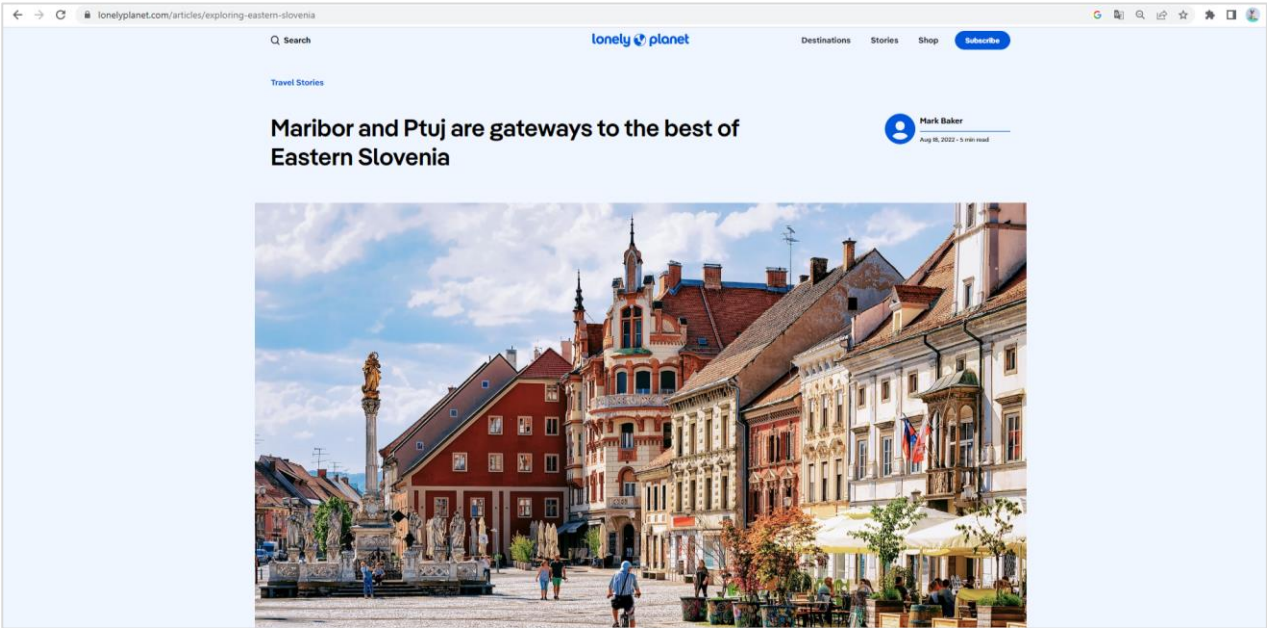 lonelyplanet.com/articles/exploring-eastern-slovenia
Search
lonely planet
Destinations
Stories
Shop
Subscribe
Travel Stories
Maribor and Ptuj are gateways to the best of
Eastern Slovenia
Mark Baker
Aug 18, 2022 • 5 min read